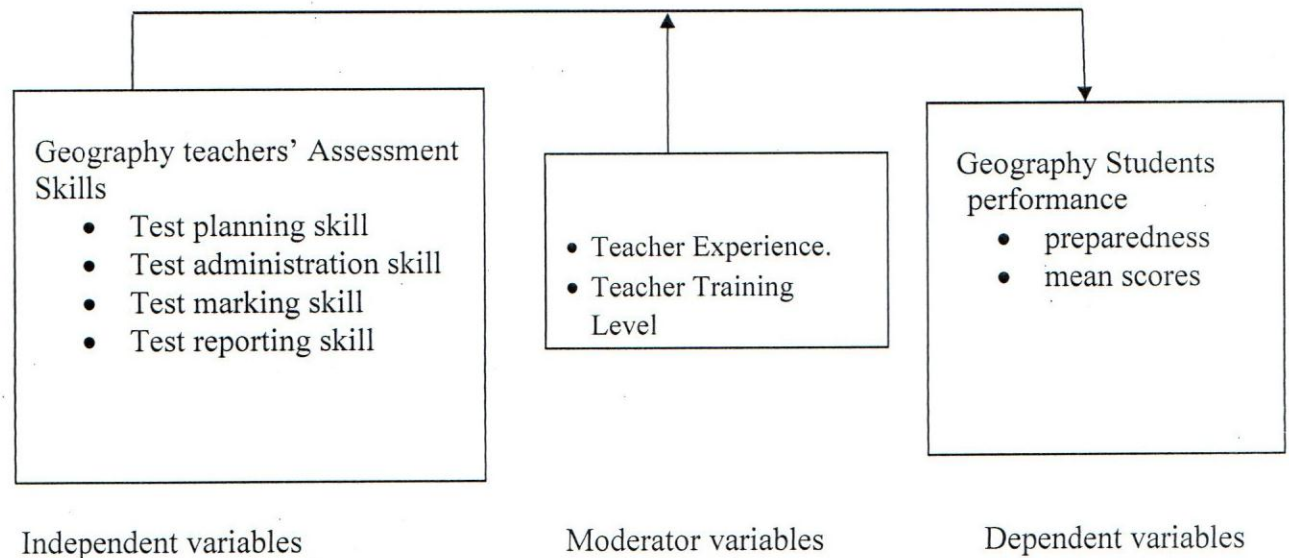 Geography teachers’ Assessment
Skills
• Test planning skill
• Test administration skill
• Test marking skill
• Test reporting skill
• Teacher Experience.
• Teacher Training
Level
Geography Students
performance
• preparedness
• mean scores
Independent variables
Moderator variables
Dependent variables